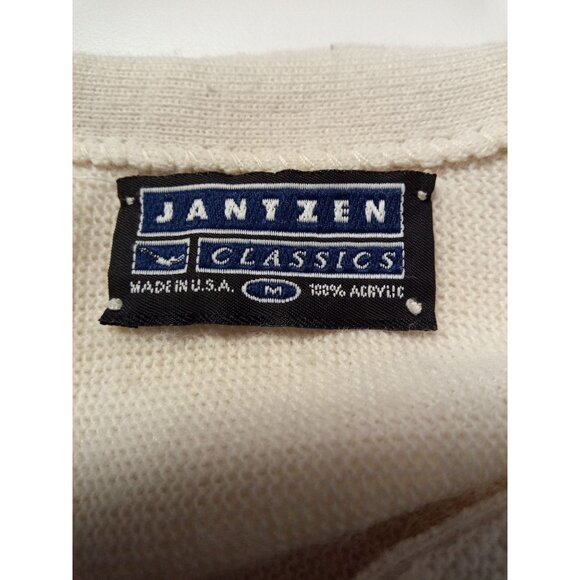 JANTZEN
CLASSICS
MADE IN U.S.A. M 100% ACRYLIC